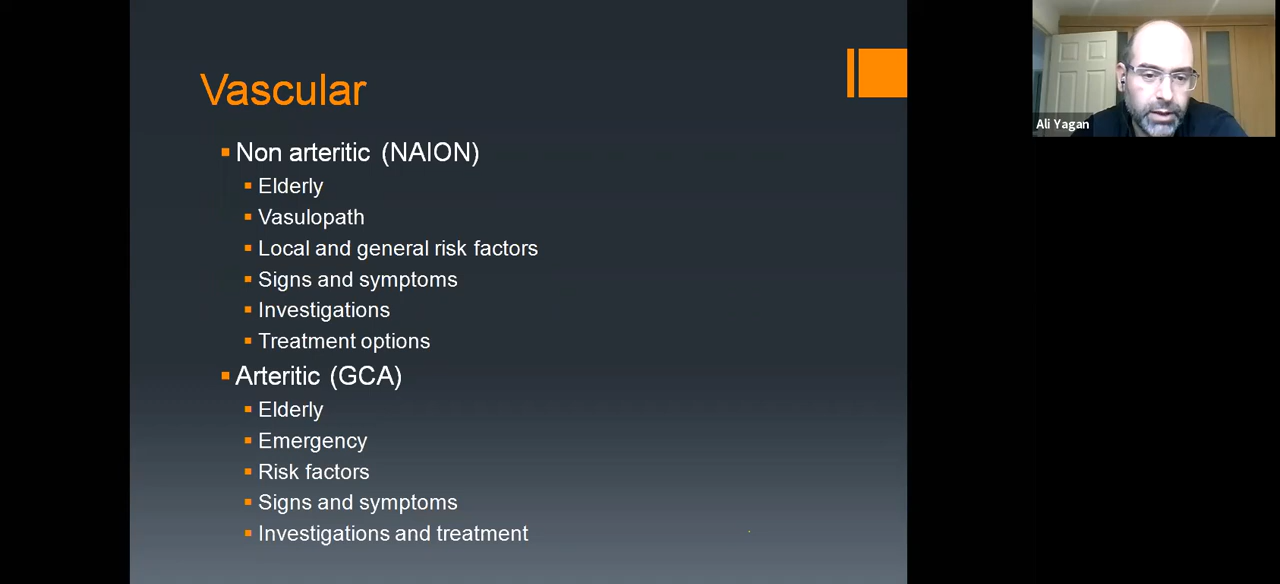 Vascular
Non arteritic (NAION)
Elderly
Vasulopath
Local and general risk factors
Signs and symptoms
Investigations
Treatment options
Arteritic (GCA)
Elderly
Emergency
Risk factors
Signs and symptoms
Investigations and treatment
Ali Yagan